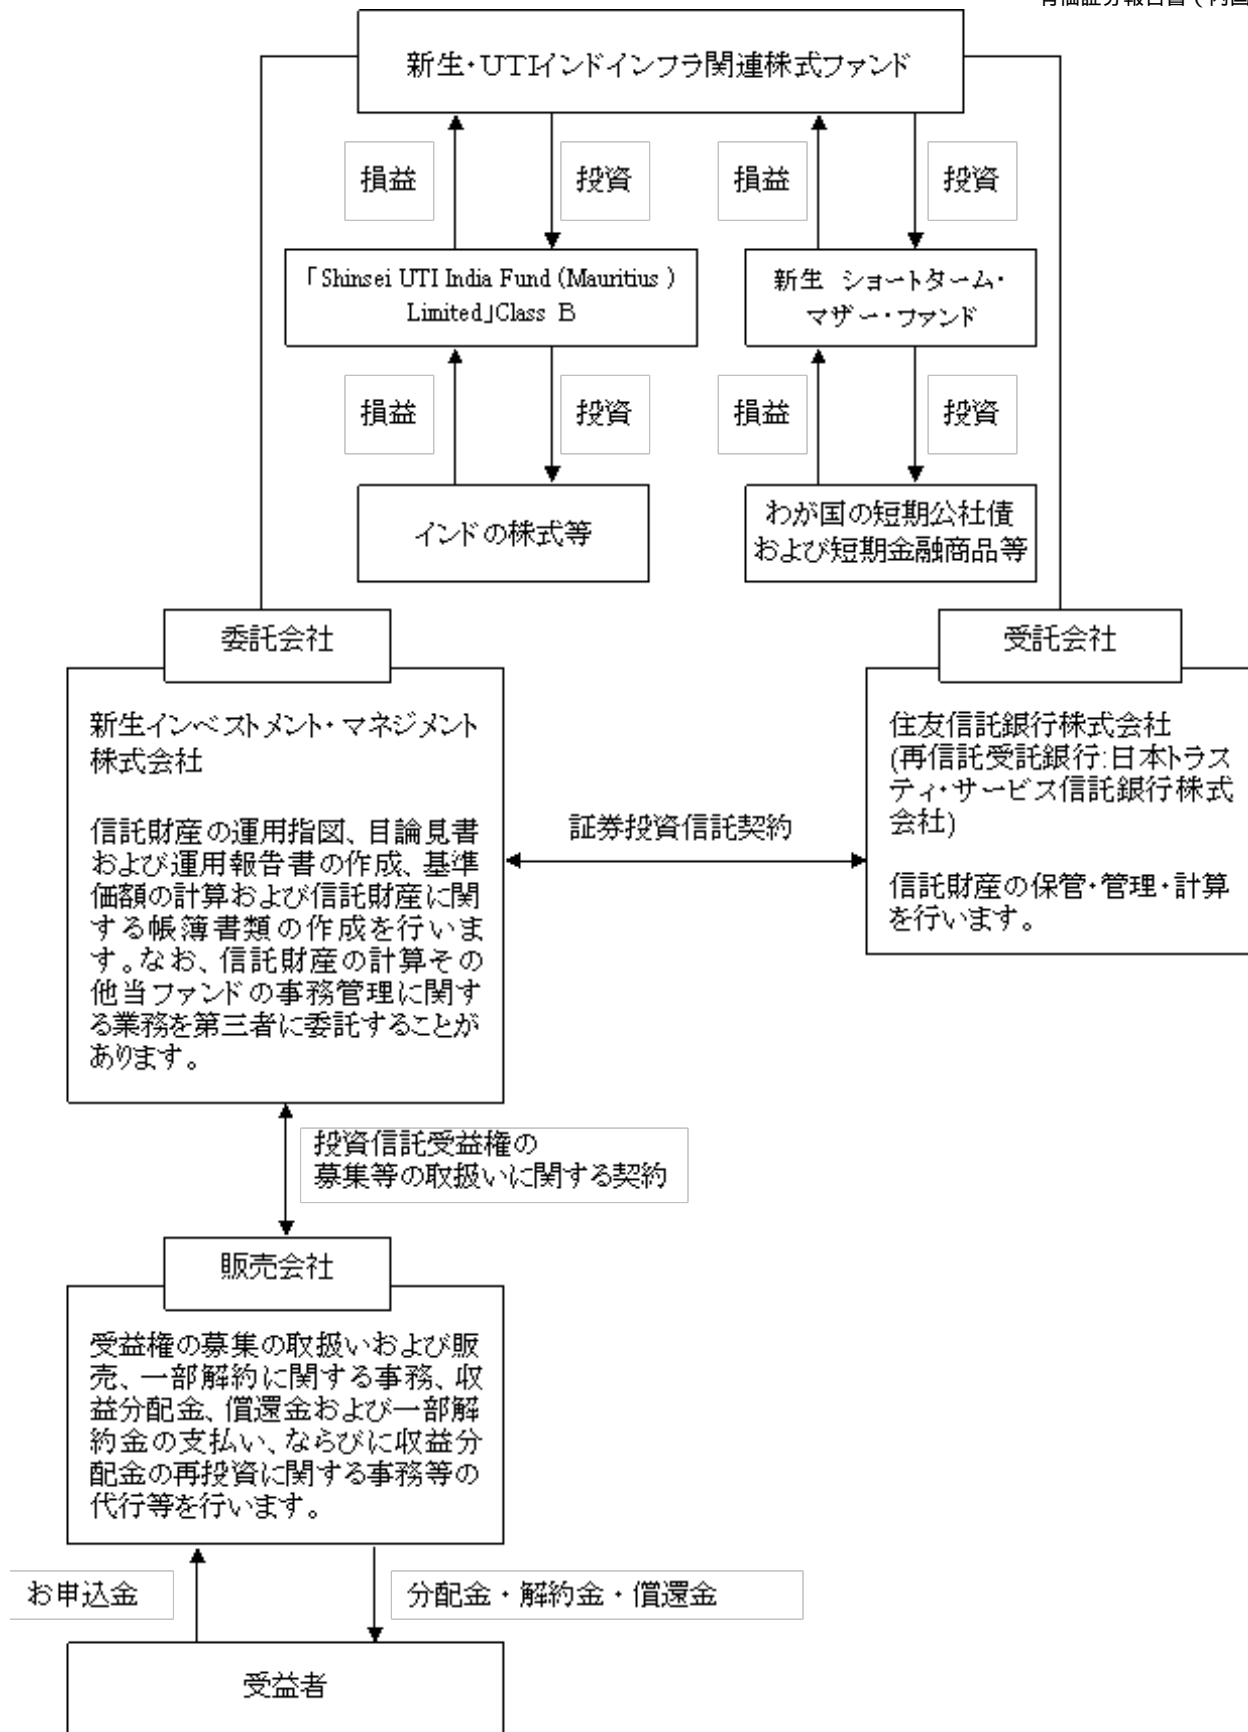 有価証券報告書（内国
新生・UTIインドインフラ関連株式ファンド
損益
投資
損益
投資
「Shinsei UTI India Fund (Mauritius )
Limited」Class B
新生 ショートターム・
マザー・ファンド
損益
投資
損益
投資
インドの株式等
わが国の短期公社債
および短期金融商品等
委託会社
受託会社
新生インベストメント・マネジメント
株式会社
信託財産の運用指図、目論見書
および運用報告書の作成、基準
価額の計算および信託財産に関
する帳簿書類の作成を行いま
す。なお、信託財産の計算その
他当ファンドの事務管理に関す
る業務を第三者に委託することが
あります。
証券投資信託契約
住友信託銀行株式会社
(再信託受託銀行:日本トラス
ティ・サービス信託銀行株式
会社)
信託財産の保管・管理・計算
を行います。
投資信託受益権の
募集等の取扱いに関する契約
販売会社
受益権の募集の取扱いおよび販
売、一部解約に関する事務、収
益分配金、償還金および一部解
約金の支払い、ならびに収益分
配金の再投資に関する事務等の
代行等を行います。
お申込金
分配金・解約金・償還金
受益者